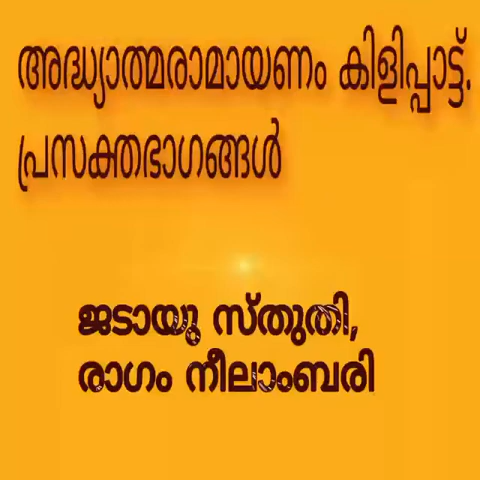 അദ്ധ്യാത്മരാമായണം കിളിപ്പാട്ട്.
പ്രസക്തഭാഗങ്ങൾ
ജടായു സ്തുതി,
രാഗം നീലാംബരി